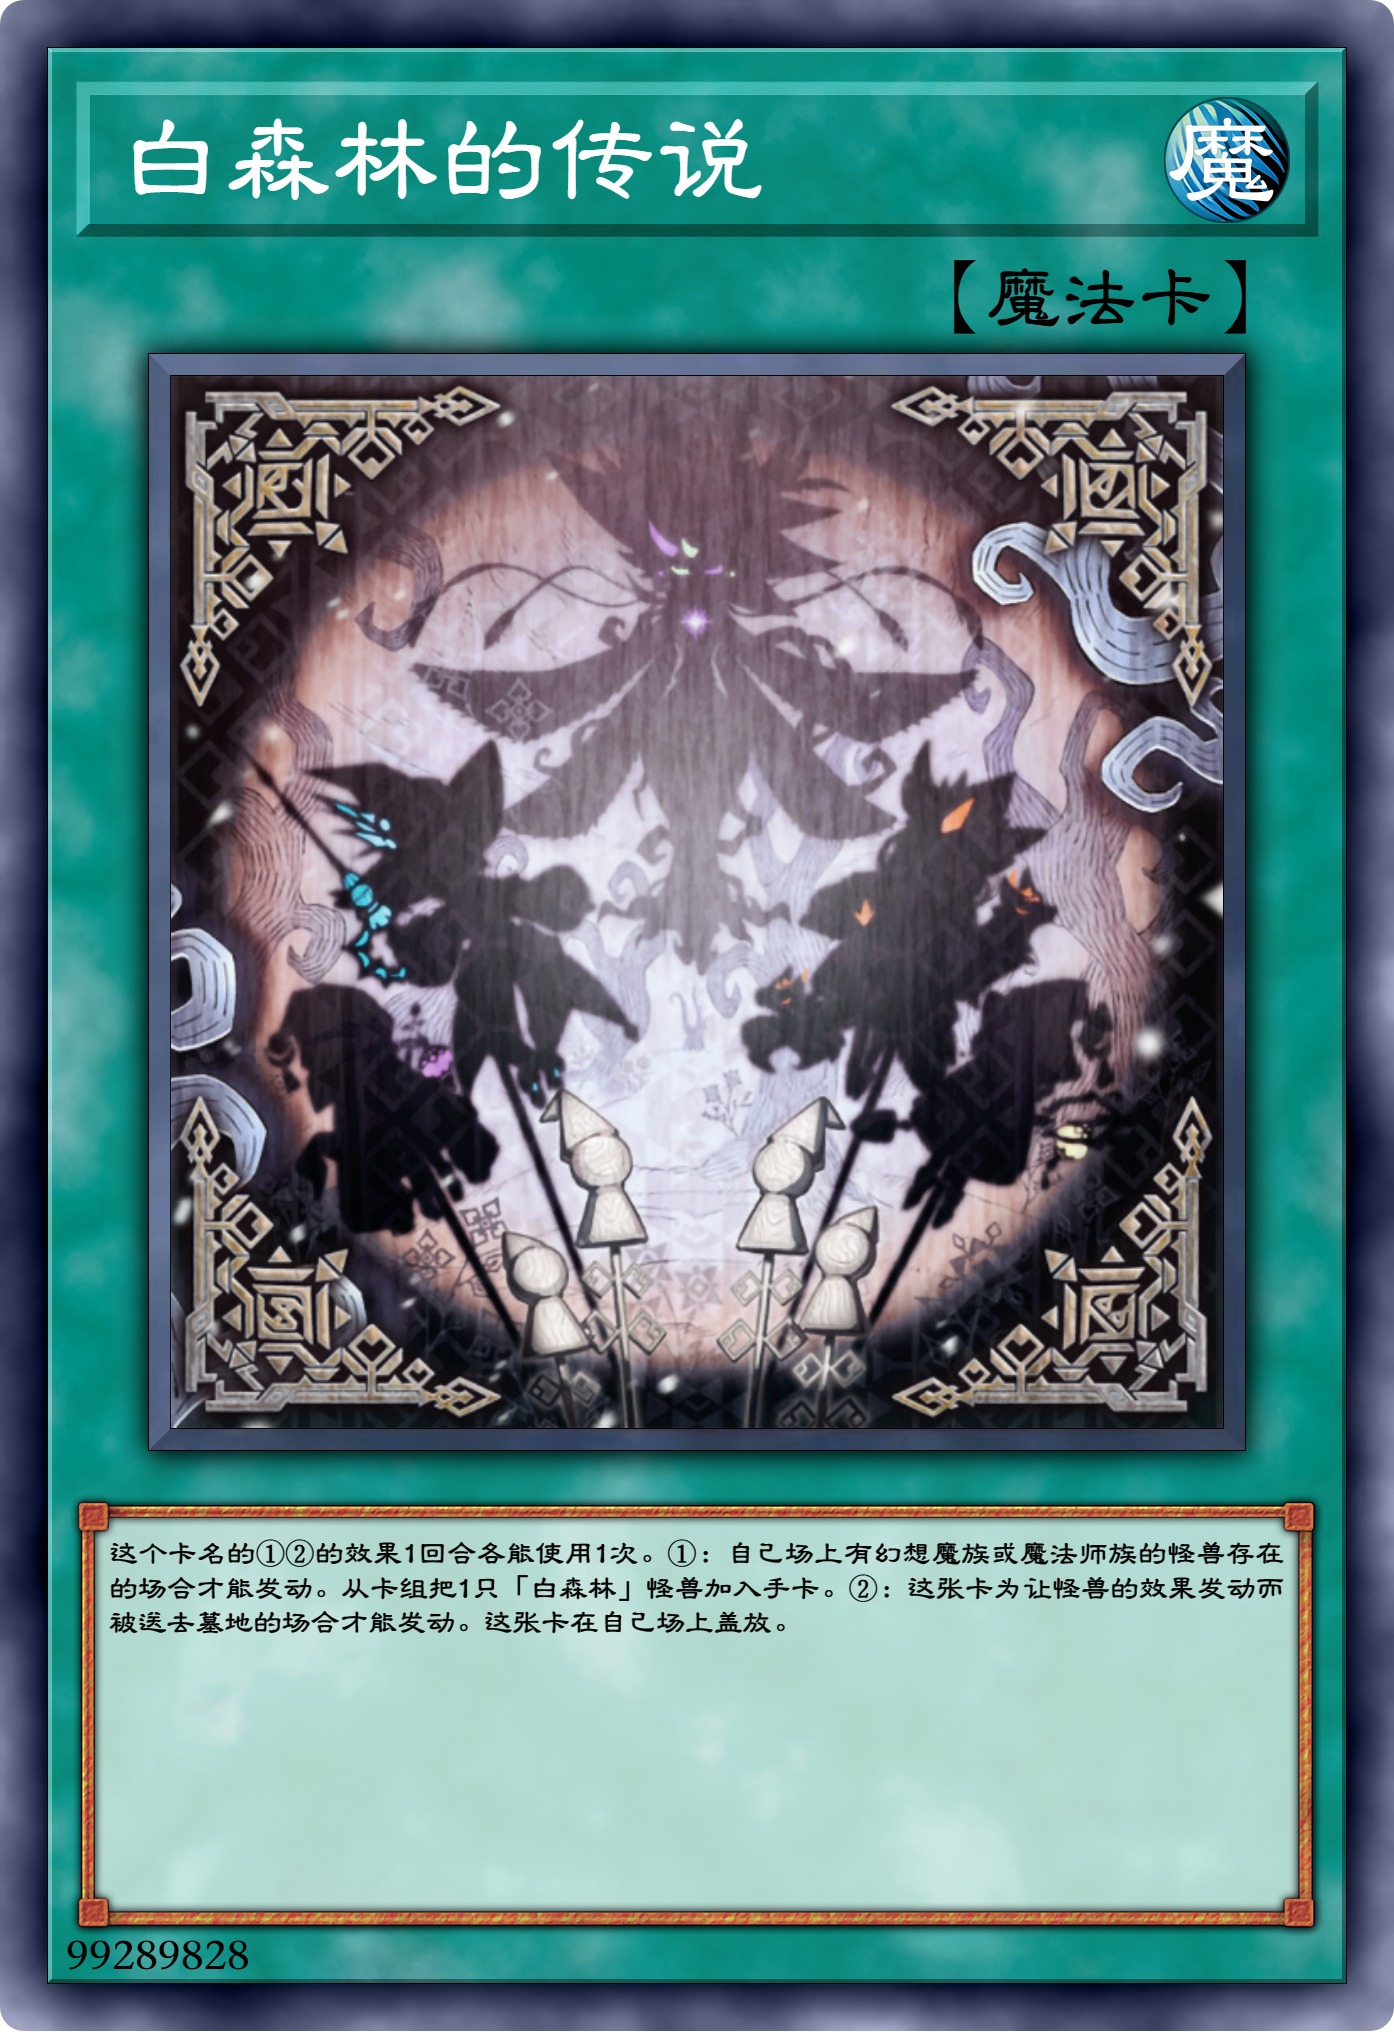 白森林的传说
魔
【魔法卡】
这个卡名的①②的效果1回合各能使用1次。①：自己场上有幻想魔族或魔法师族的怪兽存在
的场合才能发动。从卡组把1只「白森林」怪兽加入手卡。②：这张卡为让怪兽的效果发动而
被送去墓地的场合才能发动。这张卡在自己场上盖放。
99289828